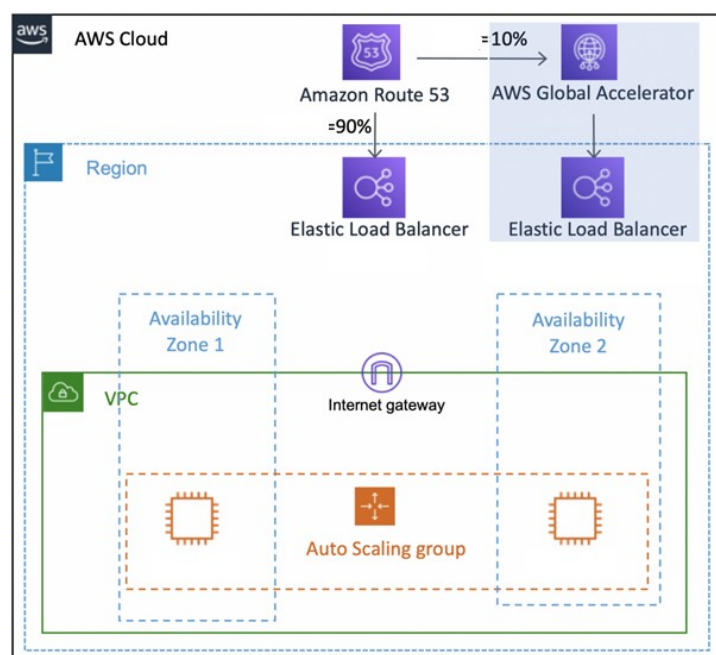 aws
AWS Cloud
53
=10%
Amazon Route 53
AWS Global Accelerator
=90%
Region
Elastic Load Balancer
Elastic Load Balancer
Availability
Zone 1
Availability
Zone 2
VPC
Internet gateway
Auto Scaling group